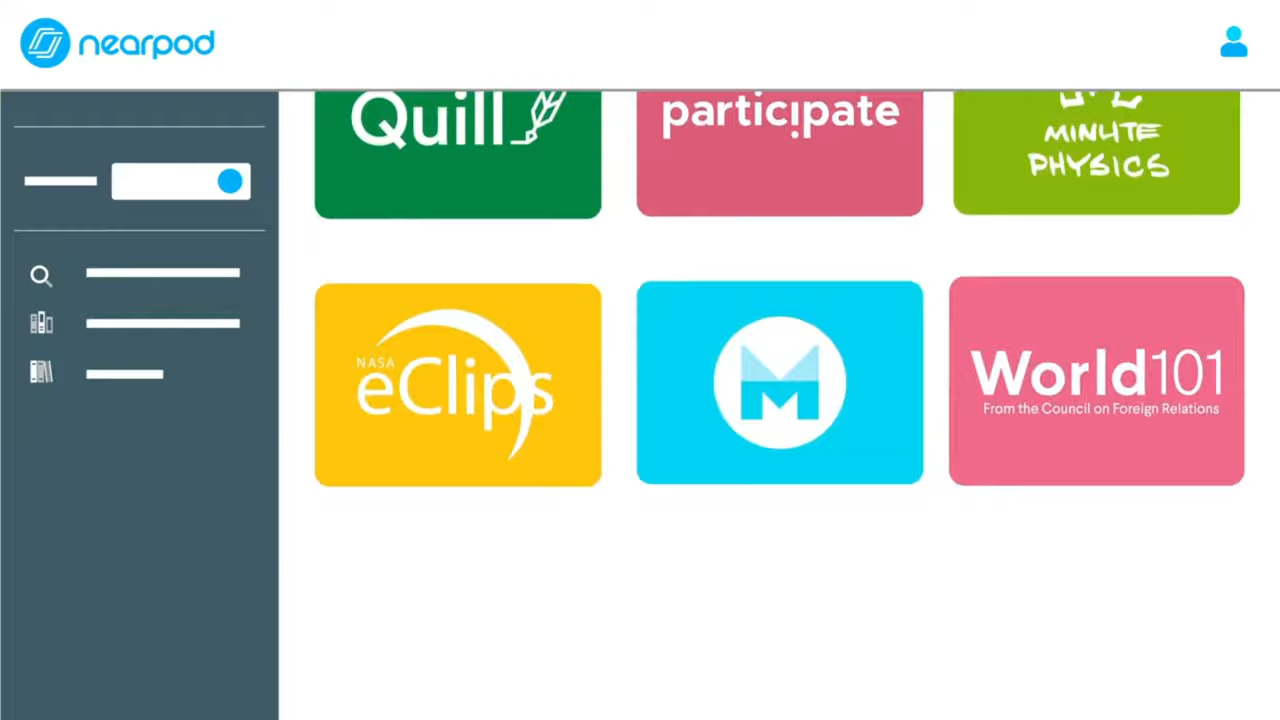 nearpod
Quill
participate
MINUTE
PHYSICS
NASA
eClips
M
World101
From the Council on Foreign Relations